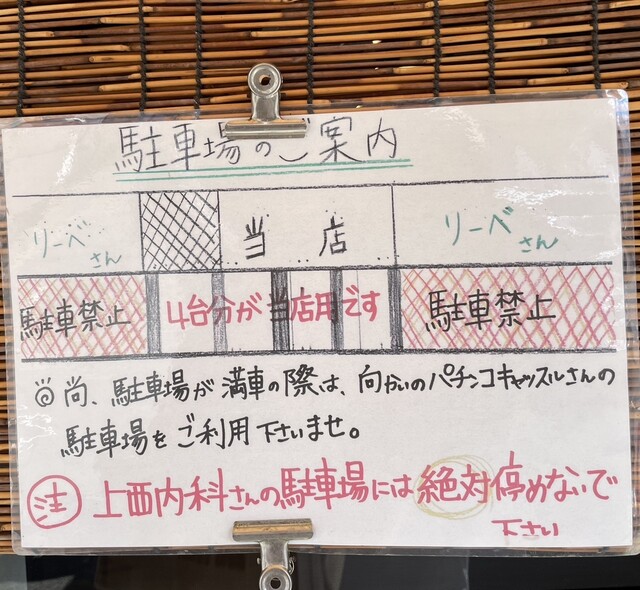 駐車場のご案内
リーベさん 当店 リーベさん
駐車禁止 4台分が当店用です 駐車禁止
◎尚、駐車場が満車の際は、向かいのパチンコキャッスルさんの
駐車場をご利用下さいませ。
注 上西内科さんの駐車場には絶対停めないで
下さい